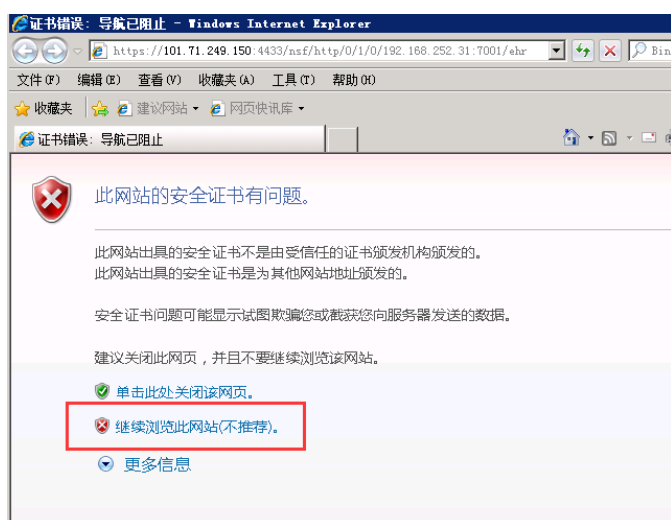 证书错误: 导航已阻止 - Windows Internet Explorer
https://101.71.249.150:4433/nsf/http/0/1/0/192.168.252.31:7001/ehr
Bin
文件(F) 编辑(E) 查看(V) 收藏夹(A) 工具(T) 帮助(H)
收藏夹 建议网站 网页快讯库
证书错误: 导航已阻止
此网站的安全证书有问题。
此网站出具的安全证书不是由受信任的证书颁发机构颁发的。
此网站出具的安全证书是为其他网站地址颁发的。
安全证书问题可能显示试图欺骗您或截获您向服务器发送的数据。
建议关闭此网页，并且不要继续浏览该网站。
单击此处关闭该网页。
继续浏览此网站(不推荐)。
更多信息